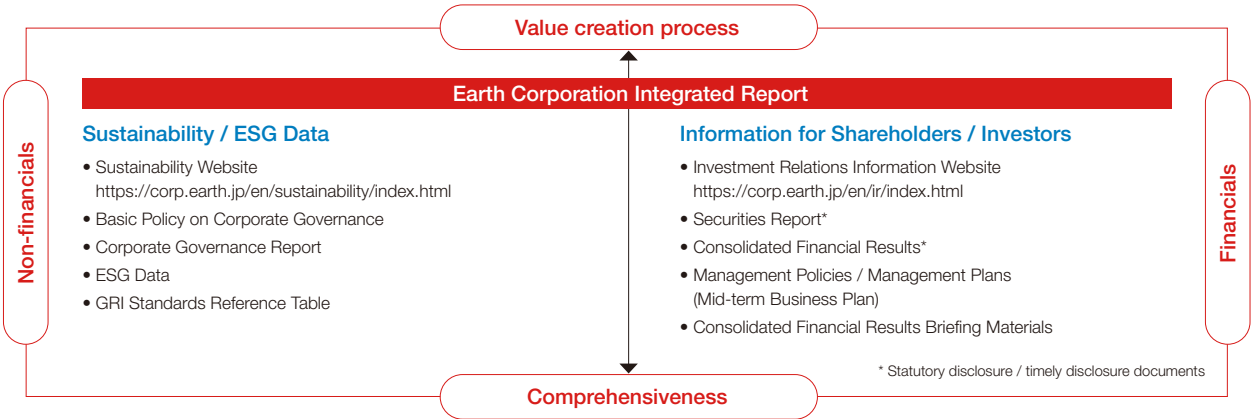 Value creation process
Earth Corporation Integrated Report
Non-financials
Sustainability / ESG Data
• Sustainability Website
https://corp.earth.jp/en/sustainability/index.html
• Basic Policy on Corporate Governance
• Corporate Governance Report
• ESG Data
• GRI Standards Reference Table
Information for Shareholders / Investors
• Investment Relations Information Website
https://corp.earth.jp/en/ir/index.html
• Securities Report*
• Consolidated Financial Results*
• Management Policies / Management Plans
(Mid-term Business Plan)
• Consolidated Financial Results Briefing Materials
* Statutory disclosure / timely disclosure documents
Financials
Comprehensiveness